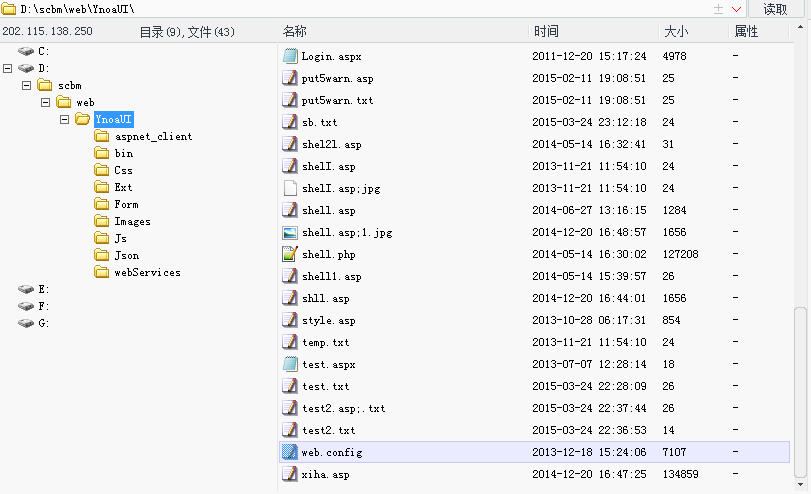 D:\scbm\web\YnoaUI\ 读取
202.115.138.250 目录(9),文件(43) 名称 时间 大小 属性
C:
D:
scbm
web
YnoaUI
aspnet_client
bin
Css
Ext
Form
Images
Js
Json
webServices
E:
F:
G:
Login.aspx 2011-12-20 15:17:24 4978 -
put5warn.asp 2015-02-11 19:08:51 25 -
put5warn.txt 2015-02-11 19:08:51 25 -
sb.txt 2015-03-24 23:12:18 24 -
shel2l.asp 2014-05-14 16:32:41 31 -
shelI.asp 2013-11-21 11:54:10 24 -
shelI.asp;jpg 2013-11-21 11:54:10 24 -
shell.asp 2014-06-27 13:16:15 1284 -
shell.asp;1.jpg 2014-12-20 16:48:57 1656 -
shell.php 2014-05-14 16:30:02 127208 -
shell1.asp 2014-05-14 15:39:57 26 -
shll.asp 2014-12-20 16:44:01 1656 -
style.asp 2013-10-28 06:17:31 854 -
temp.txt 2013-11-21 11:54:10 24 -
test.aspx 2013-07-07 12:28:14 18 -
test.txt 2015-03-24 22:28:09 26 -
test2.asp;.txt 2015-03-24 22:37:44 26 -
test2.txt 2015-03-24 22:36:53 14 -
web.config 2013-12-18 15:24:06 7107 -
xiha.asp 2014-12-20 16:47:25 134859 -